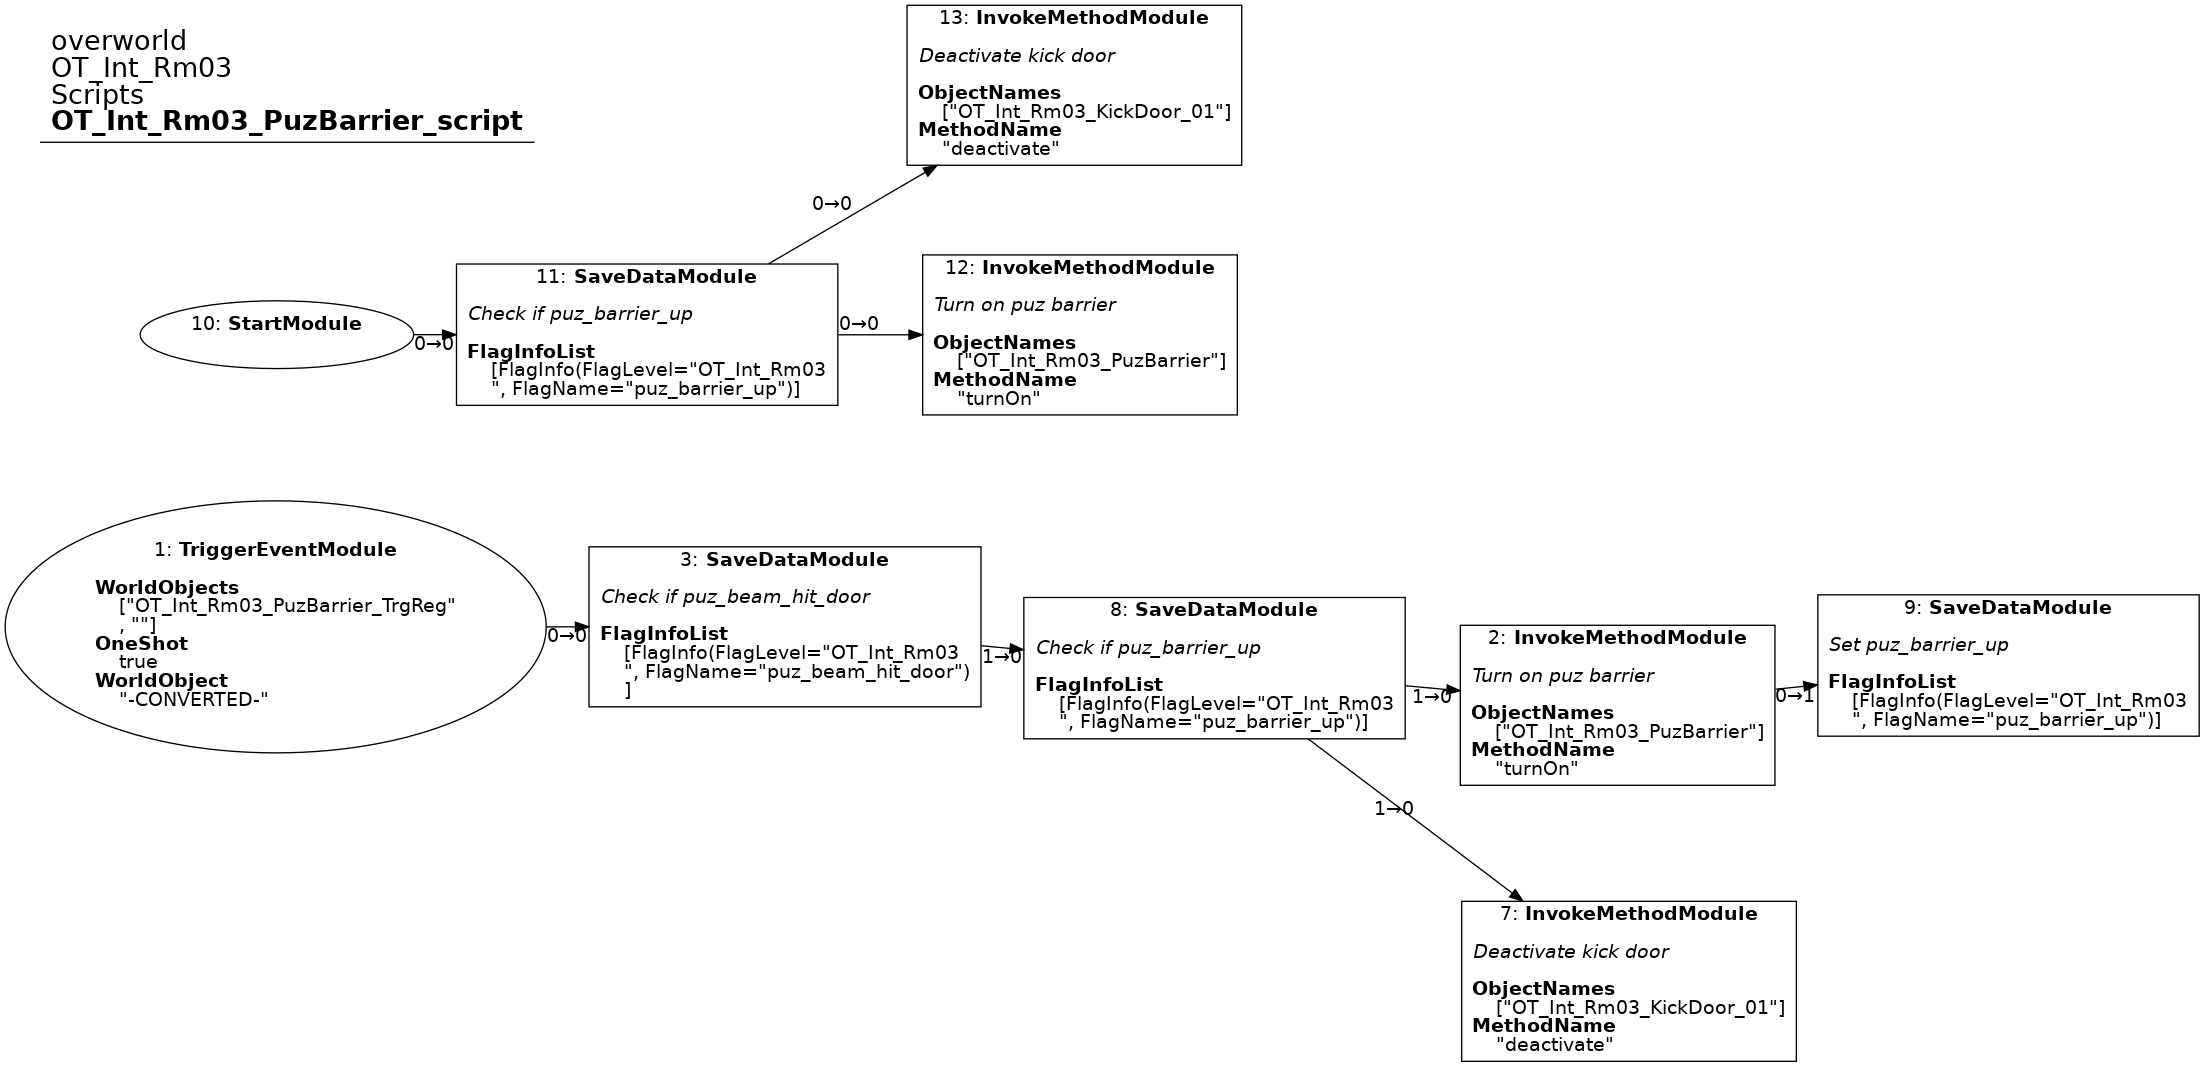 overworld
OT_Int_Rm03
Scripts
OT_Int_Rm03_PuzBarrier_script
13: InvokeMethodModule
Deactivate kick door
ObjectNames
["OT_Int_Rm03_KickDoor_01"]
MethodName
"deactivate"
0→0
10: StartModule
0→0
11: SaveDataModule
Check if puz_barrier_up
FlagInfoList
[FlagInfo(FlagLevel="OT_Int_Rm03
", FlagName="puz_barrier_up")]
0→0
12: InvokeMethodModule
Turn on puz barrier
ObjectNames
["OT_Int_Rm03_PuzBarrier"]
MethodName
"turnOn"
1: TriggerEventModule
WorldObjects
["OT_Int_Rm03_PuzBarrier_TrgReg"
, ""]
OneShot
true
WorldObject
"-CONVERTED-"
0→0
3: SaveDataModule
Check if puz_beam_hit_door
FlagInfoList
[FlagInfo(FlagLevel="OT_Int_Rm03
", FlagName="puz_beam_hit_door")
]
1→0
8: SaveDataModule
Check if puz_barrier_up
FlagInfoList
[FlagInfo(FlagLevel="OT_Int_Rm03
", FlagName="puz_barrier_up")]
1→0
2: InvokeMethodModule
Turn on puz barrier
ObjectNames
["OT_Int_Rm03_PuzBarrier"]
MethodName
"turnOn"
0→1
9: SaveDataModule
Set puz_barrier_up
FlagInfoList
[FlagInfo(FlagLevel="OT_Int_Rm03
", FlagName="puz_barrier_up")]
1→0
7: InvokeMethodModule
Deactivate kick door
ObjectNames
["OT_Int_Rm03_KickDoor_01"]
MethodName
"deactivate"